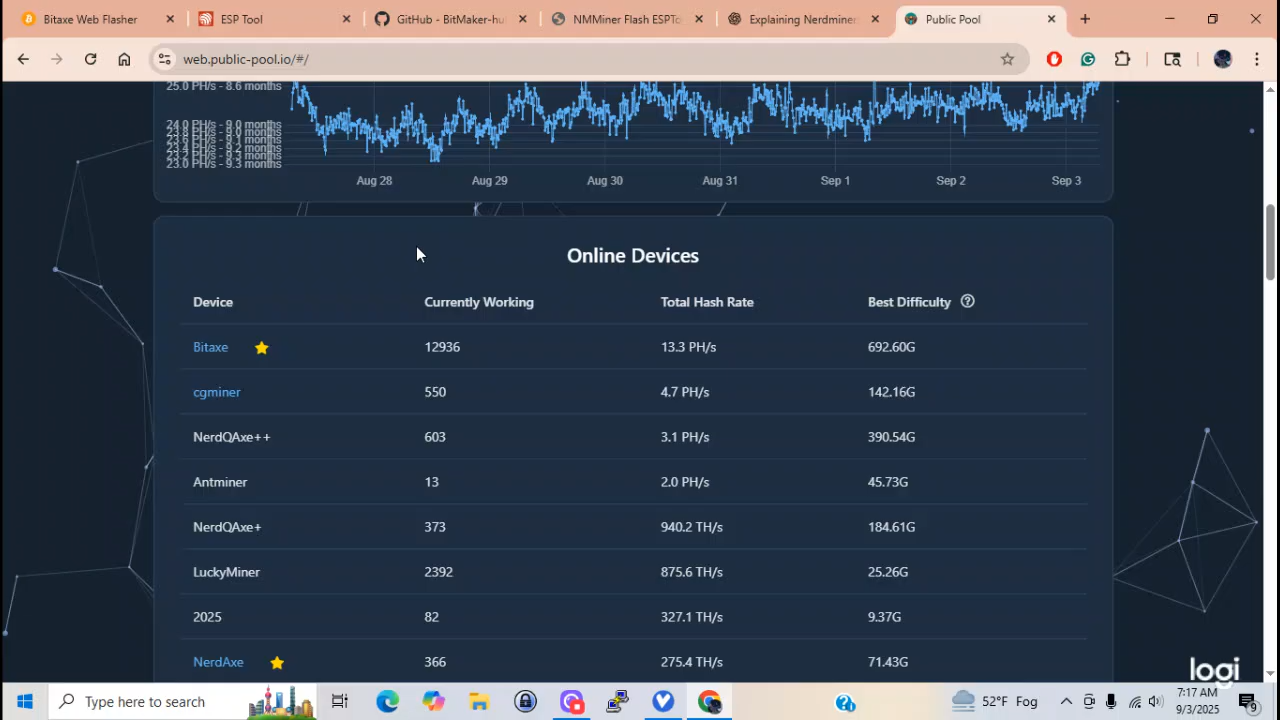 Bitaxe Web Flasher
ESP Tool
GitHub - BitMaker-hu
NMMiner Flash ESPTo
Explaining Nerdminer
Public Pool
web.public-pool.io/#/
25.0 PH/s - 8.6 months
24.0 PH/s - 9.0 months
23.0 PH/s - 9.3 months
Aug 28 Aug 29 Aug 30 Aug 31 Sep 1 Sep 2 Sep 3
Online Devices
Device Currently Working Total Hash Rate Best Difficulty ?
Bitaxe 12936 13.3 PH/s 692.60G
cgminer 550 4.7 PH/s 142.16G
NerdQAxe++ 603 3.1 PH/s 390.54G
Antminer 13 2.0 PH/s 45.73G
NerdQAxe+ 373 940.2 TH/s 184.61G
LuckyMiner 2392 875.6 TH/s 25.26G
2025 82 327.1 TH/s 9.37G
NerdAxe 366 275.4 TH/s 71.43G
logi
Type here to search
52°F Fog
7:17 AM
9/3/2025
9